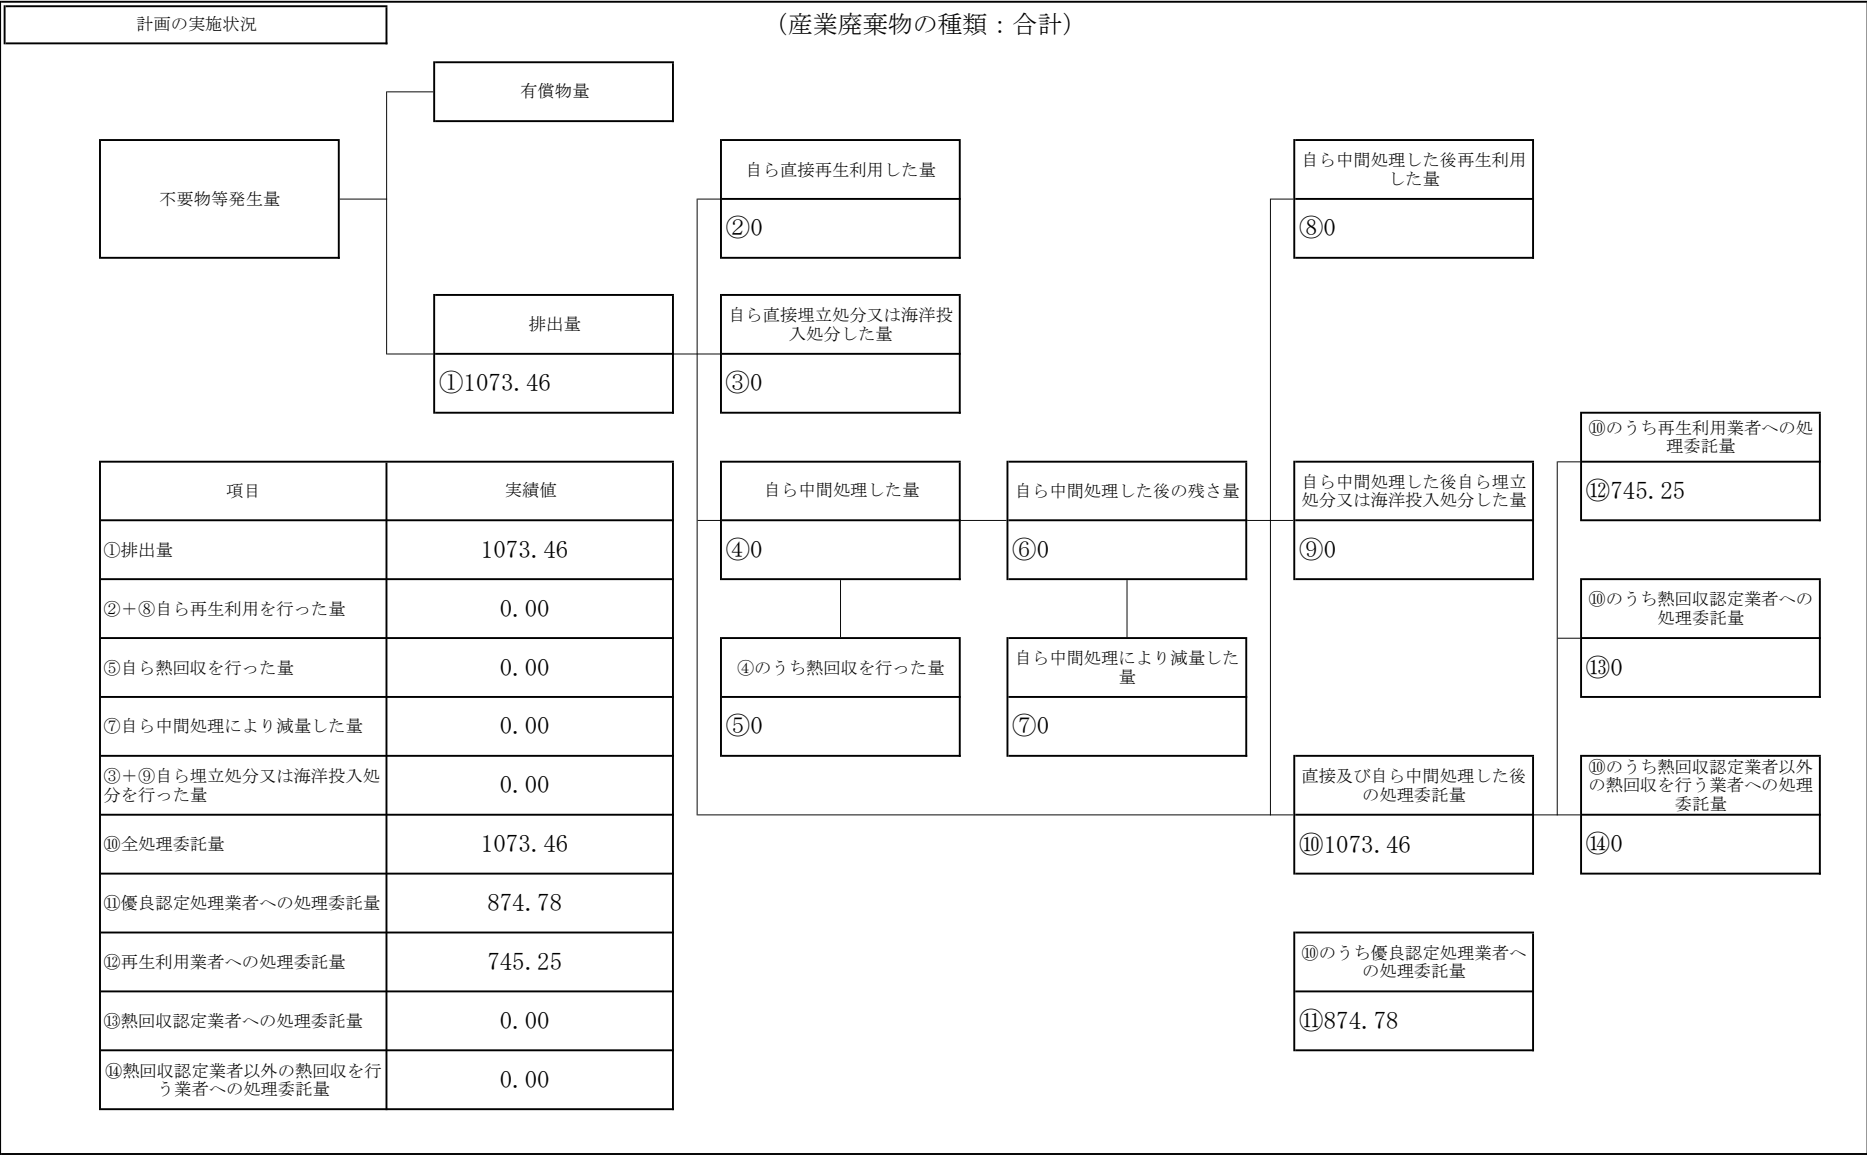 計画の実施状況
（産業廃棄物の種類：合計）
有償物量
不要物等発生量
自ら直接再生利用した量
②0
自ら中間処理した後再生利用
した量
⑧0
排出量
①1073.46
自ら直接埋立処分又は海洋投
入処分した量
③0
⑩のうち再生利用業者への処
理委託量
⑫745.25
自ら中間処理した量
④0
自ら中間処理した後の残さ量
⑥0
自ら中間処理した後自ら埋立
処分又は海洋投入処分した量
⑨0
⑩のうち熱回収認定業者への
処理委託量
⑬0
④のうち熱回収を行った量
⑤0
自ら中間処理により減量した
量
⑦0
直接及び自ら中間処理した後
の処理委託量
⑩1073.46
⑩のうち熱回収認定業者以外
の熱回収を行う業者への処理
委託量
⑭0
⑩のうち優良認定処理業者へ
の処理委託量
⑪874.78
項目 実績値
①排出量 1073.46
②＋⑧自ら再生利用を行った量 0.00
⑤自ら熱回収を行った量 0.00
⑦自ら中間処理により減量した量 0.00
③＋⑨自ら埋立処分又は海洋投入処
分を行った量 0.00
⑩全処理委託量 1073.46
⑪優良認定処理業者への処理委託量 874.78
⑫再生利用業者への処理委託量 745.25
⑬熱回収認定業者への処理委託量 0.00
⑭熱回収認定業者以外の熱回収を行
う業者への処理委託量 0.00